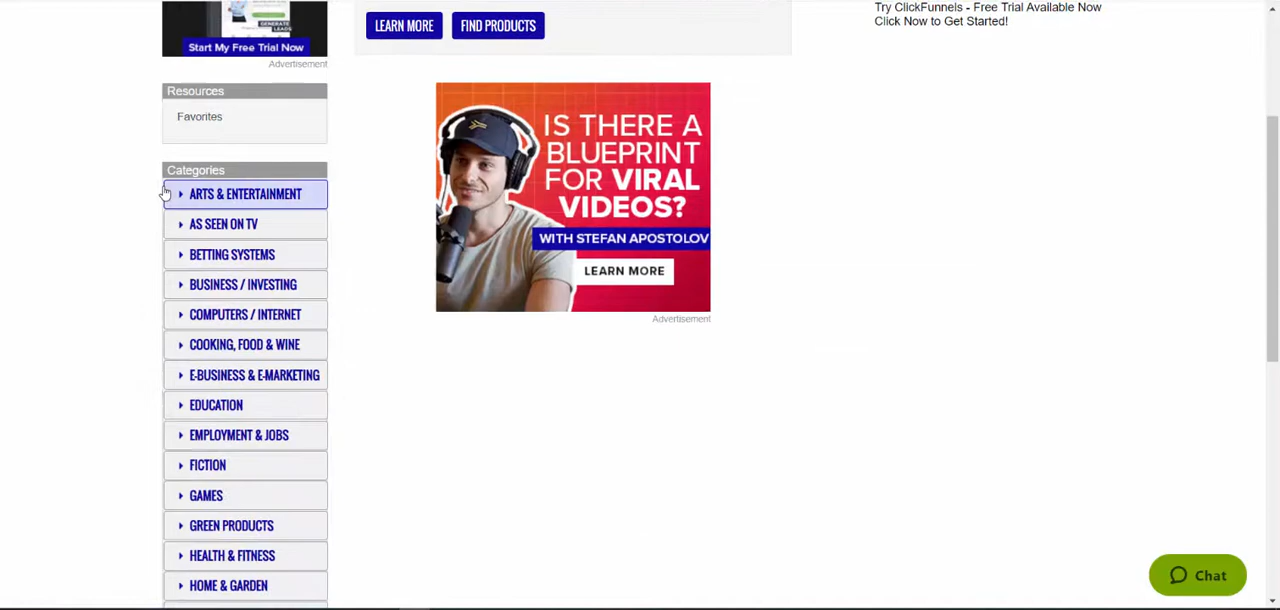 GENERATE
LEADS
Start My Free Trial Now
Advertisement
LEARN MORE
FIND PRODUCTS
Try ClickFunnels - Free Trial Available Now
Click Now to Get Started!
Resources
Favorites
Categories
ARTS & ENTERTAINMENT
AS SEEN ON TV
BETTING SYSTEMS
BUSINESS / INVESTING
COMPUTERS / INTERNET
COOKING, FOOD & WINE
E-BUSINESS & E-MARKETING
EDUCATION
EMPLOYMENT & JOBS
FICTION
GAMES
GREEN PRODUCTS
HEALTH & FITNESS
HOME & GARDEN
IS THERE A
BLUEPRINT
FOR VIRAL
VIDEOS?
WITH STEFAN APOSTOLOV
LEARN MORE
Advertisement
Chat